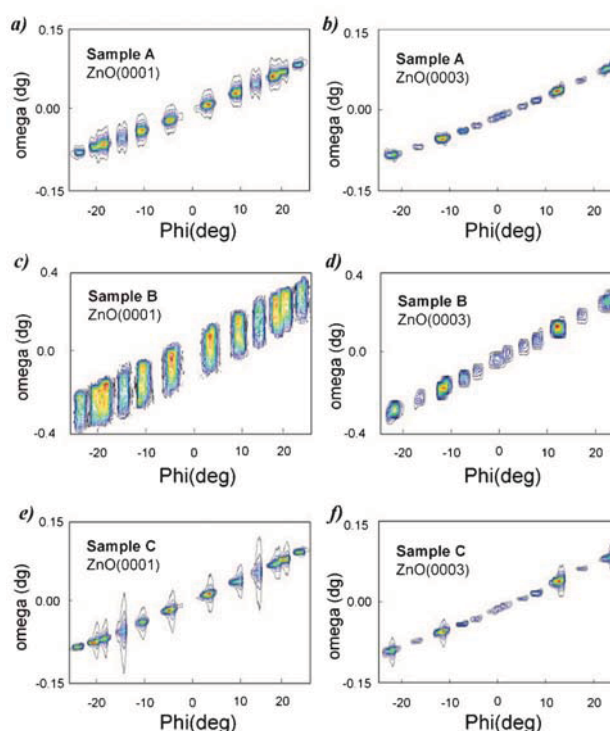 a)
b)
0.15
Sample A
ZnO(0001)
omega (dg)
0.00
-0.15
-20
-10
0
10
20
Phi(deg)
0.15
Sample A
ZnO(0003)
omega (dg)
0.00
-0.15
-20
-10
0
10
20
Phi(deg)
c)
d)
0.4
Sample B
ZnO(0001)
omega (dg)
0.0
-0.4
-20
-10
0
10
20
Phi(deg)
0.4
Sample B
ZnO(0003)
omega (dg)
0.0
-0.4
-20
-10
0
10
20
Phi(deg)
e)
f)
0.15
Sample C
ZnO(0001)
omega (dg)
0.00
-0.15
-20
-10
0
10
20
Phi(deg)
0.15
Sample C
ZnO(0003)
omega (dg)
0.00
-0.15
-20
-10
0
10
20
Phi(deg)